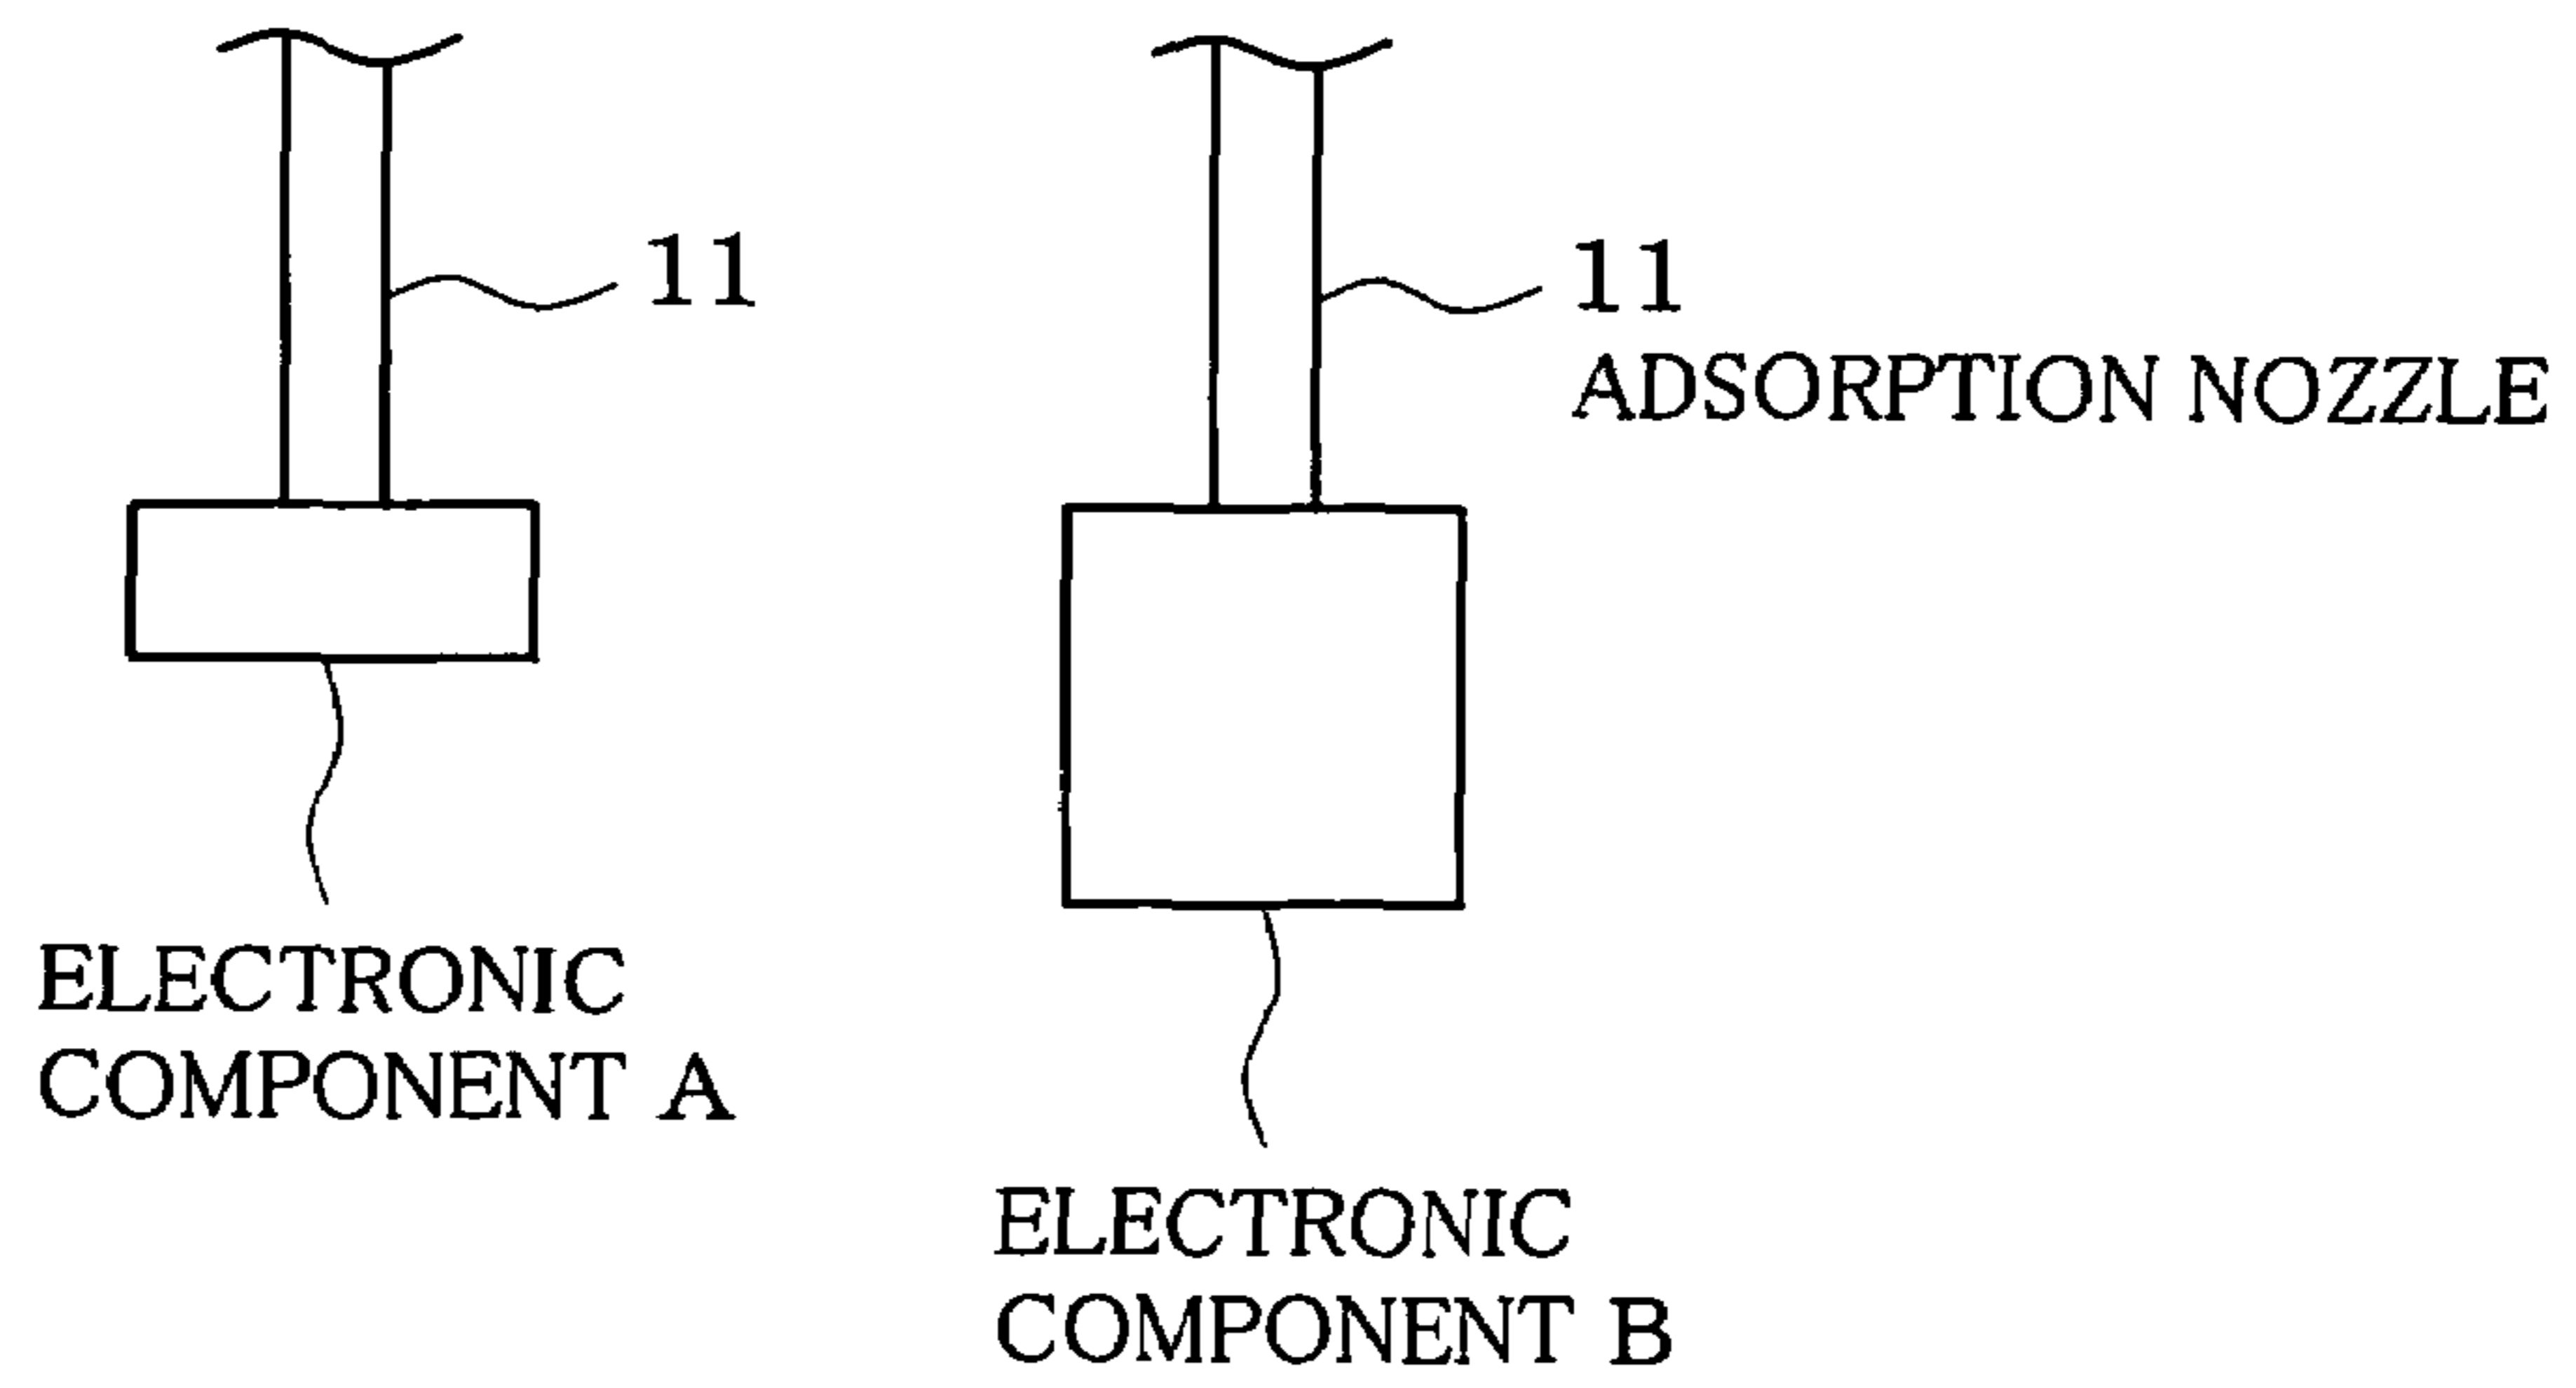 11
11
ADSORPTION NOZZLE
ELECTRONIC
COMPONENT A
ELECTRONIC
COMPONENT B